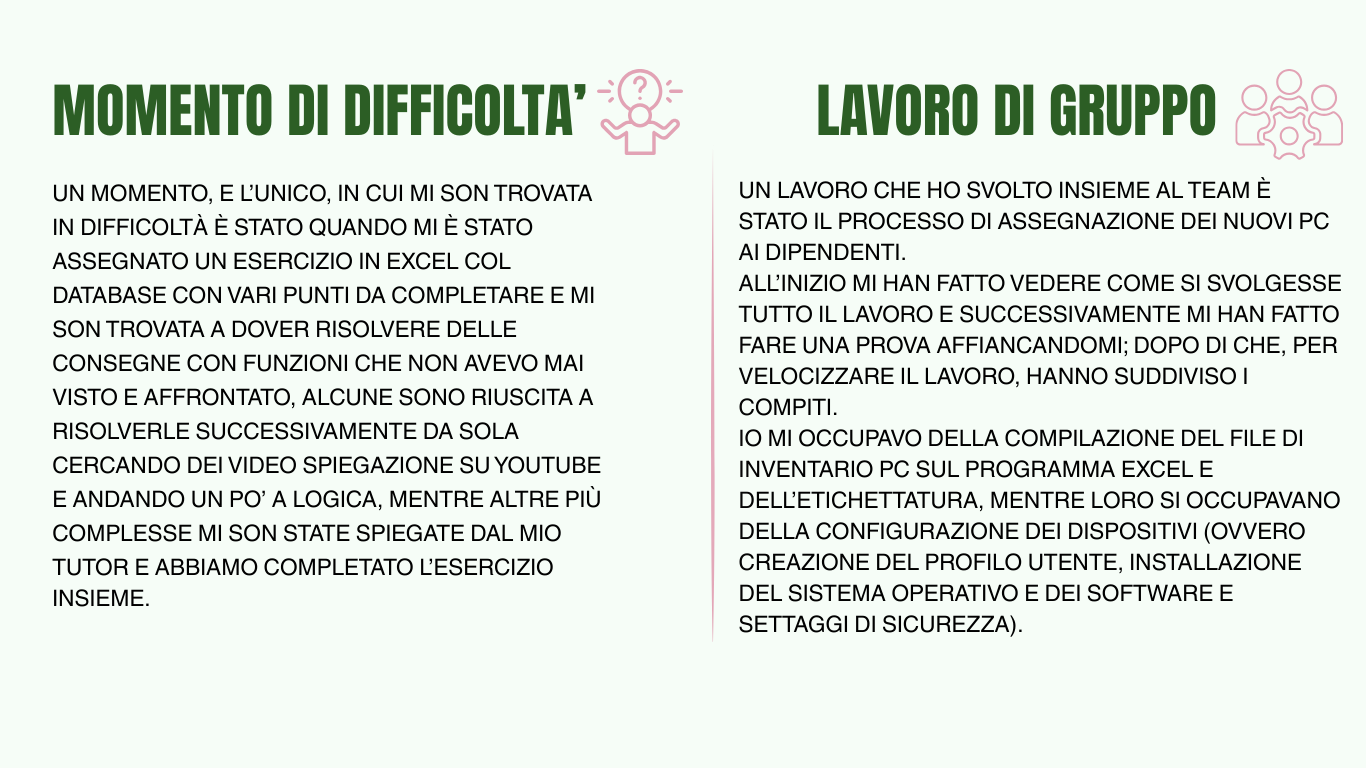 MOMENTO DI DIFFICOLTA’
UN MOMENTO, E L’UNICO, IN CUI MI SON TROVATA
IN DIFFICOLTÀ È STATO QUANDO MI È STATO
ASSEGNATO UN ESERCIZIO IN EXCEL COL
DATABASE CON VARI PUNTI DA COMPLETARE E MI
SON TROVATA A DOVER RISOLVERE DELLE
CONSEGNE CON FUNZIONI CHE NON AVEVO MAI
VISTO E AFFRONTATO, ALCUNE SONO RIUSCITA A
RISOLVERLE SUCCESSIVAMENTE DA SOLA
CERCANDO DEI VIDEO SPIEGAZIONE SU YOUTUBE
E ANDANDO UN PO’ A LOGICA, MENTRE ALTRE PIÙ
COMPLESSE MI SON STATE SPIEGATE DAL MIO
TUTOR E ABBIAMO COMPLETATO L’ESERCIZIO
INSIEME.
LAVORO DI GRUPPO
UN LAVORO CHE HO SVOLTO INSIEME AL TEAM È
STATO IL PROCESSO DI ASSEGNAZIONE DEI NUOVI PC
AI DIPENDENTI.
ALL’INIZIO MI HAN FATTO VEDERE COME SI SVOLGESSE
TUTTO IL LAVORO E SUCCESSIVAMENTE MI HAN FATTO
FARE UNA PROVA AFFIANCANDOMI; DOPO DI CHE, PER
VELOCIZZARE IL LAVORO, HANNO SUDDIVISO I
COMPITI.
IO MI OCCUPAVO DELLA COMPILAZIONE DEL FILE DI
INVENTARIO PC SUL PROGRAMMA EXCEL E
DELL’ETICHETTATURA, MENTRE LORO SI OCCUPAVANO
DELLA CONFIGURAZIONE DEI DISPOSITIVI (OVVERO
CREAZIONE DEL PROFILO UTENTE, INSTALLAZIONE
DEL SISTEMA OPERATIVO E DEI SOFTWARE E
SETTAGGI DI SICUREZZA).